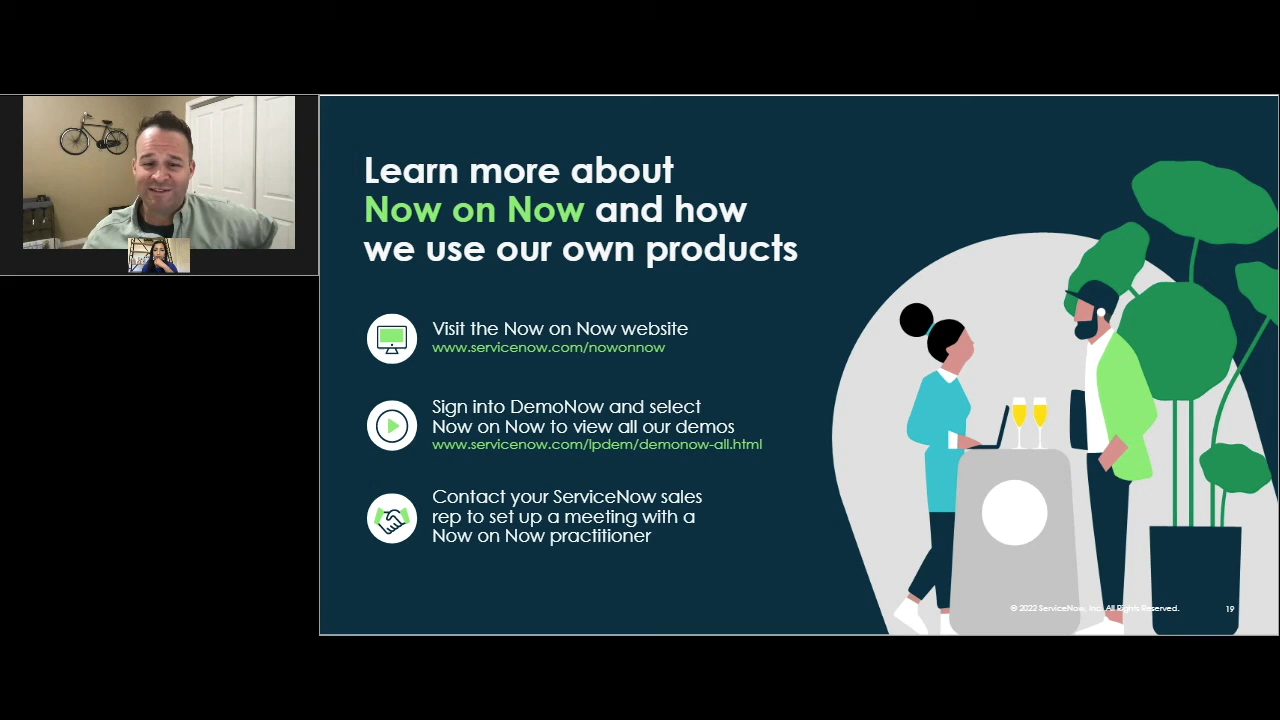 Learn more about
Now on Now and how
we use our own products
Visit the Now on Now website
www.servicenow.com/nowonnow
Sign into DemoNow and select
Now on Now to view all our demos
www.servicenow.com/lpdem/demonow-all.html
Contact your ServiceNow sales
rep to set up a meeting with a
Now on Now practitioner
© 2022 ServiceNow, Inc. All Rights Reserved.
19